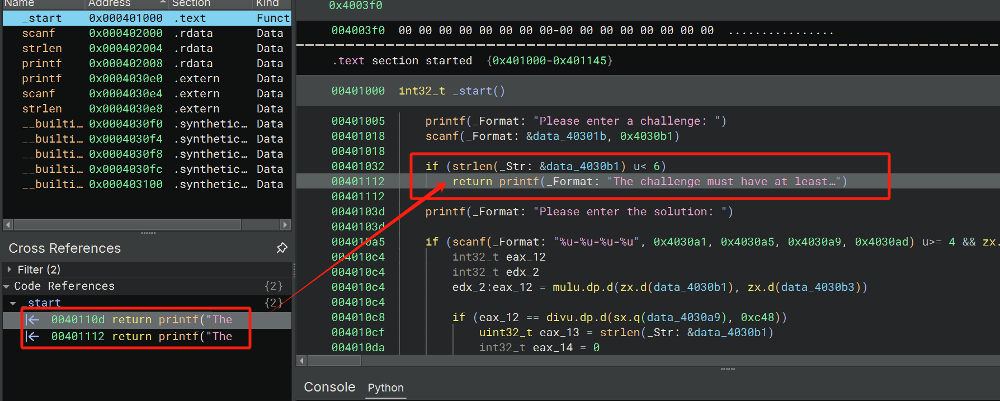 Name Address Section Kind
_start 0x000401000 .text Funct
scanf 0x000402000 .rdata Data
strlen 0x000402004 .rdata Data
printf 0x000402008 .rdata Data
printf 0x0004030e0 .extern Data
scanf 0x0004030e4 .extern Data
strlen 0x0004030e8 .extern Data
__builti… 0x0004030f0 .synthetic… Data
__builti… 0x0004030f4 .synthetic… Data
__builti… 0x0004030f8 .synthetic… Data
__builti… 0x0004030fc .synthetic… Data
__builti… 0x000403100 .synthetic… Data
Cross References
Filter (2)
Code References {2}
_start {2}
0040110d return printf("The
00401112 return printf("The
0x4003f0
004003f0 00 00 00 00 00 00 00 00-00 00 00 00 00 00 00 00 ................
.text section started {0x401000-0x401145}
00401000 int32_t _start()
00401005 printf(_Format: "Please enter a challenge: ")
00401018 scanf(_Format: &data_40301b, 0x4030b1)
00401018
00401032 if (strlen(_Str: &data_4030b1) u< 6)
00401112 return printf(_Format: "The challenge must have at least…")
00401112
0040103d printf(_Format: "Please enter the solution: ")
0040103d
004010a5 if (scanf(_Format: "%u-%u-%u-%u", 0x4030a1, 0x4030a5, 0x4030a9, 0x4030ad) u>= 4 && zx.
004010c4 int32_t eax_12
004010c4 int32_t edx_2
004010c4 edx_2:eax_12 = mulu.dp.d(zx.d(data_4030b1), zx.d(data_4030b3))
004010c4
004010c8 if (eax_12 == divu.dp.d(sx.q(data_4030a9), 0xc48))
004010cf uint32_t eax_13 = strlen(_Str: &data_4030b1)
004010da int32_t eax_14 = 0
Console Python